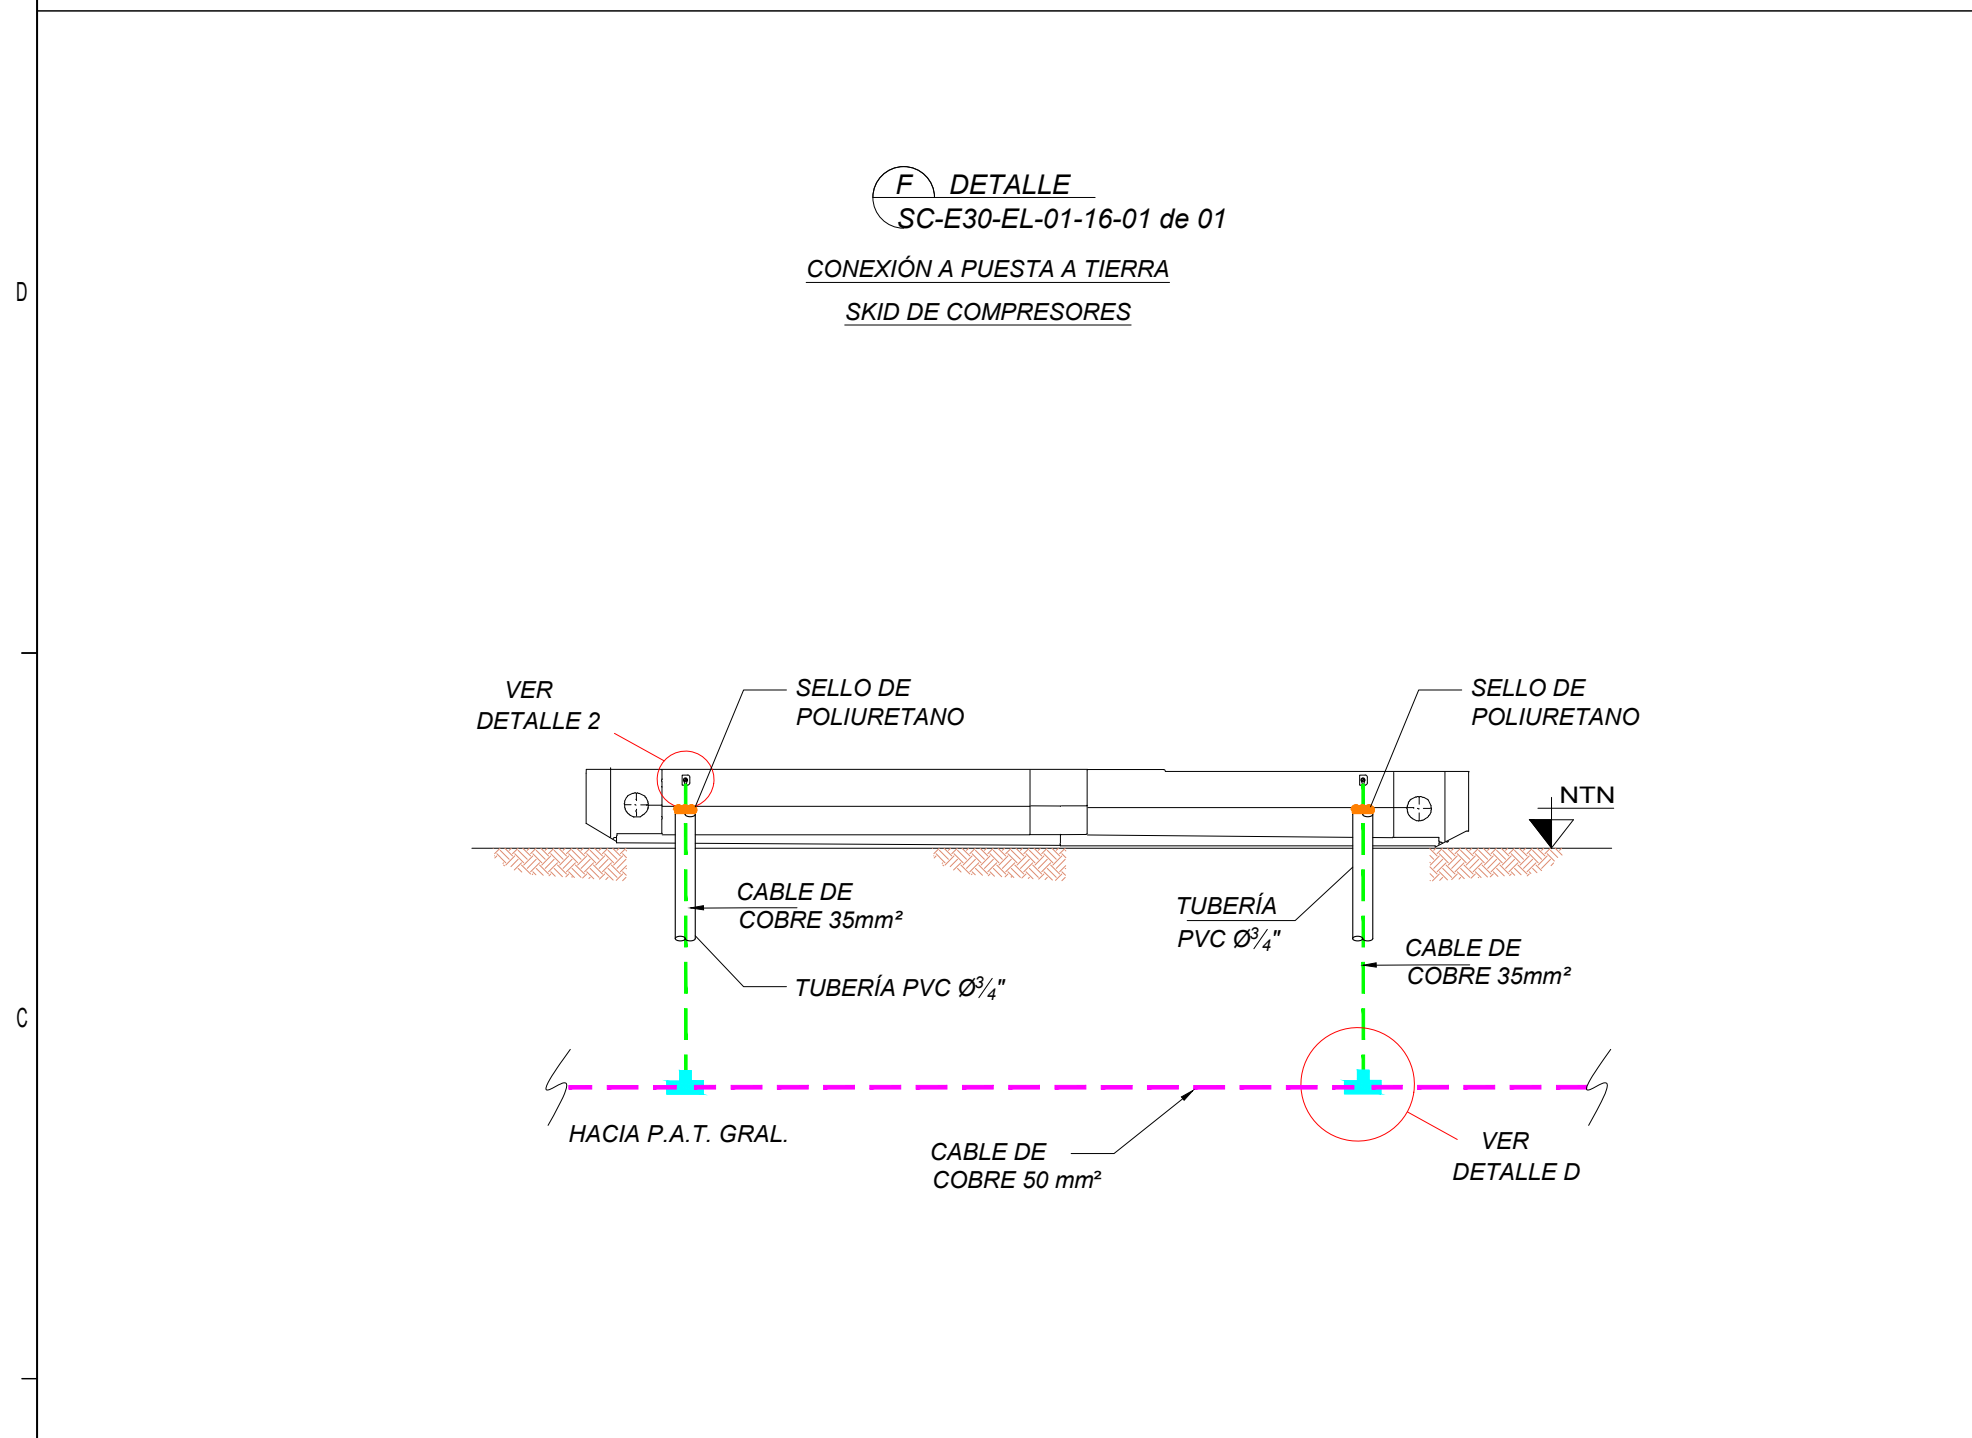 F DETALLE
SC-E30-EL-01-16-01 de 01
CONEXIÓN A PUESTA A TIERRA
SKID DE COMPRESORES
D
VER
DETALLE 2
SELLO DE
POLIURETANO
SELLO DE
POLIURETANO
NTN
CABLE DE
COBRE 35mm²
TUBERÍA
PVC Ø¾"
CABLE DE
COBRE 35mm²
TUBERÍA PVC Ø¾"
C
HACIA P.A.T. GRAL.
CABLE DE
COBRE 50 mm²
VER
DETALLE D